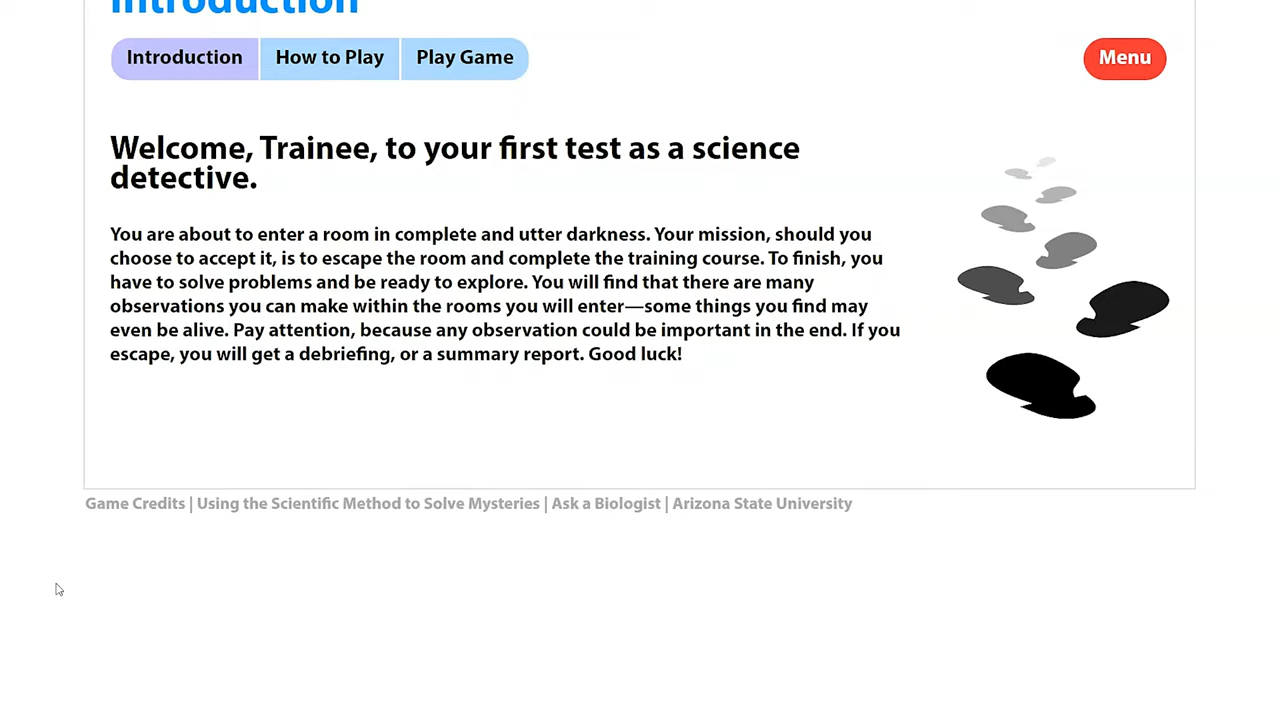 Introduction
Introduction
How to Play
Play Game
Menu
Welcome, Trainee, to your first test as a science
detective.
You are about to enter a room in complete and utter darkness. Your mission, should you
choose to accept it, is to escape the room and complete the training course. To finish, you
have to solve problems and be ready to explore. You will find that there are many
observations you can make within the rooms you will enter—some things you find may
even be alive. Pay attention, because any observation could be important in the end. If you
escape, you will get a debriefing, or a summary report. Good luck!
Game Credits | Using the Scientific Method to Solve Mysteries | Ask a Biologist | Arizona State University